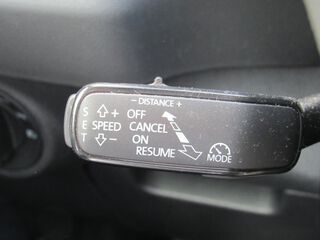 - DISTANCE +
S + OFF
E SPEED CANCEL
T - ON
RESUME MODE